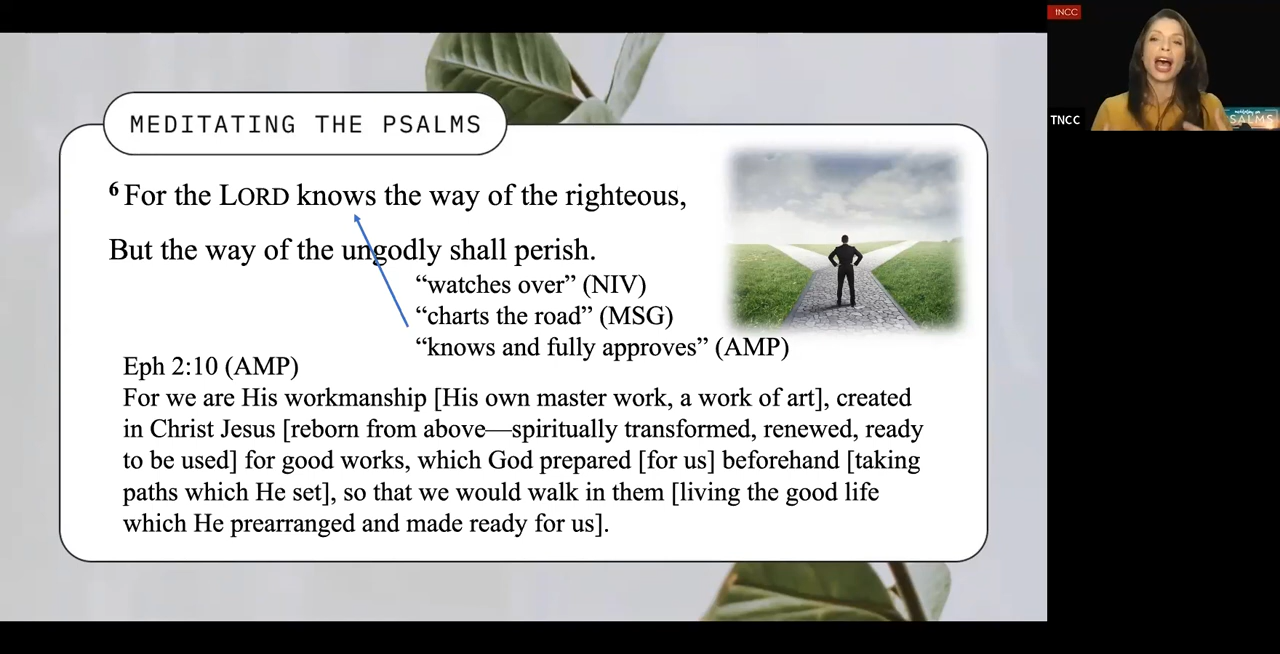 MEDITATING THE PSALMS
6 For the LORD knows the way of the righteous,
But the way of the ungodly shall perish.
“watches over” (NIV)
“charts the road” (MSG)
“knows and fully approves” (AMP)
Eph 2:10 (AMP)
For we are His workmanship [His own master work, a work of art], created
in Christ Jesus [reborn from above—spiritually transformed, renewed, ready
to be used] for good works, which God prepared [for us] beforehand [taking
paths which He set], so that we would walk in them [living the good life
which He prearranged and made ready for us].
tNCC
TNCC
SALMS